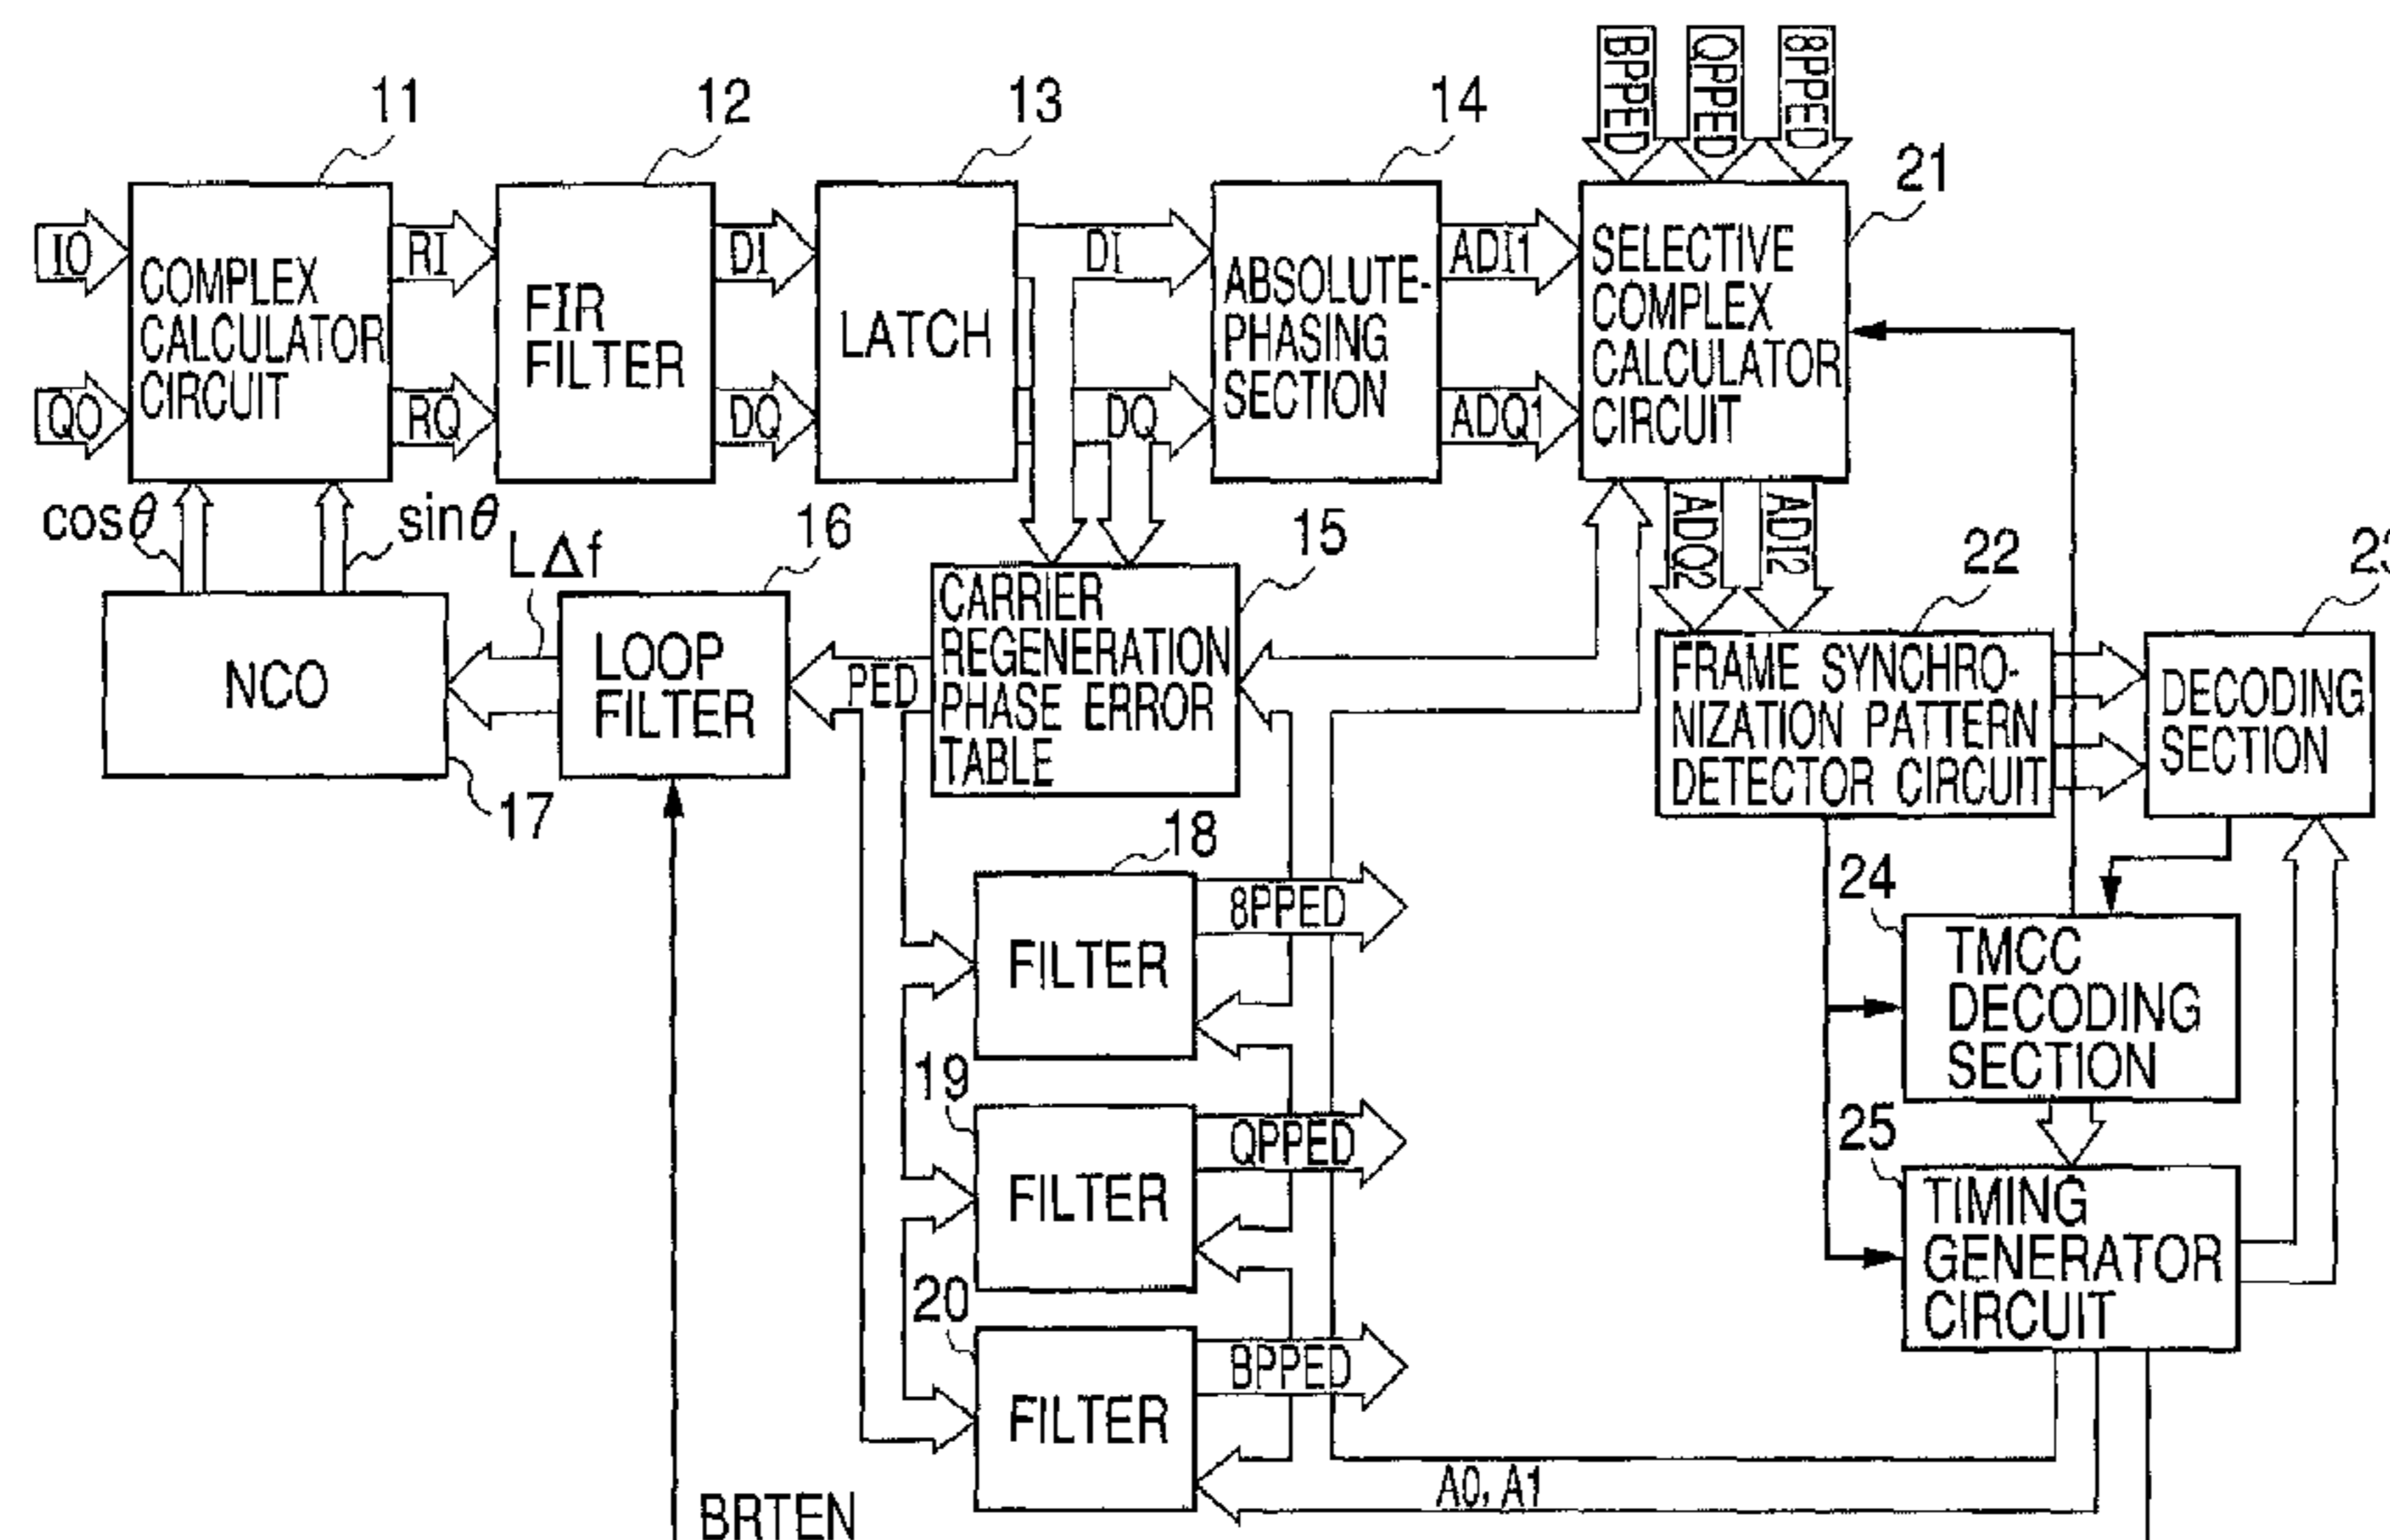 BPPED
QPPED
8PPED
11
12
13
14
21
I0
Q0
COMPLEX
CALCULATOR
CIRCUIT
RI
RQ
FIR
FILTER
DI
DQ
LATCH
DI
DQ
ABSOLUTE-
PHASING
SECTION
ADI1
ADQ1
SELECTIVE
COMPLEX
CALCULATOR
CIRCUIT
cosθ
sinθ
LΔf
16
15
ADQ2
ADI2
22
23
NCO
17
LOOP
FILTER
PED
CARRIER
REGENERATION
PHASE ERROR
TABLE
FRAME SYNCHRO-
NIZATION PATTERN
DETECTOR CIRCUIT
DECODING
SECTION
18
FILTER
8PPED
24
TMCC
DECODING
SECTION
19
FILTER
QPPED
25
TIMING
GENERATOR
CIRCUIT
20
FILTER
BPPED
A0, A1
BRTEN